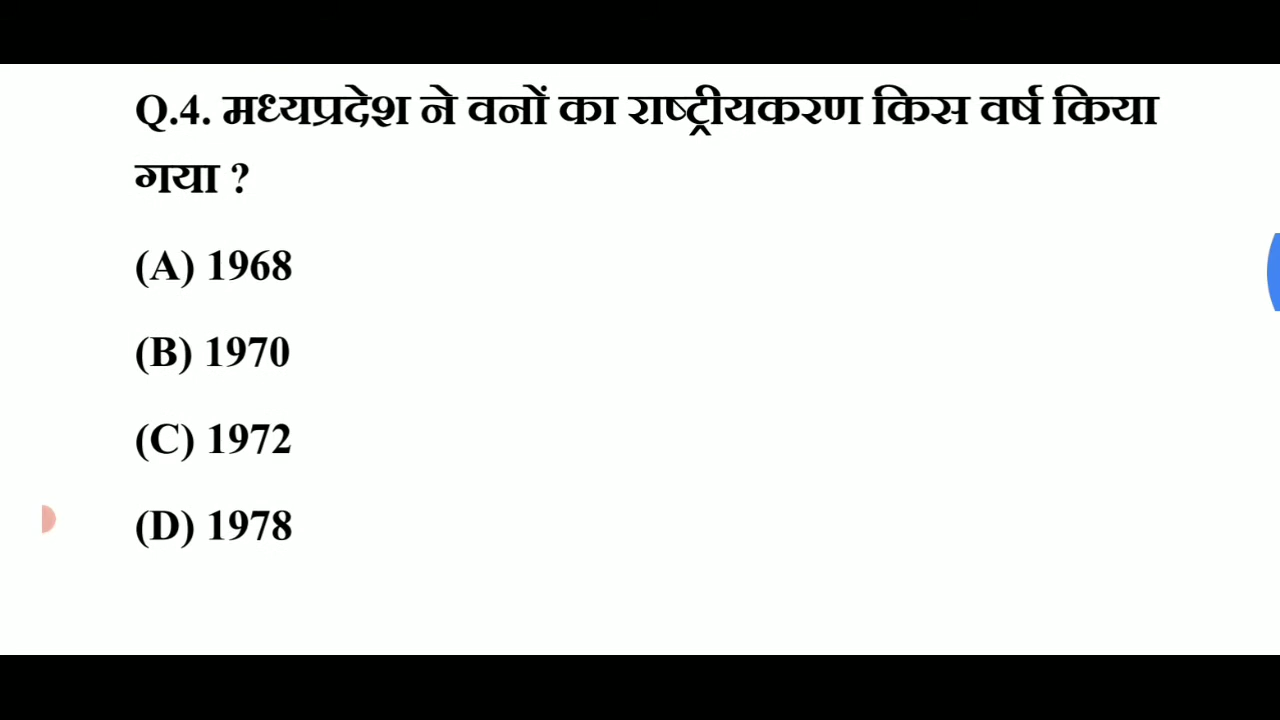 Q.4. मध्यप्रदेश ने वनों का राष्ट्रीयकरण किस वर्ष किया
गया ?
(A) 1968
(B) 1970
(C) 1972
(D) 1978